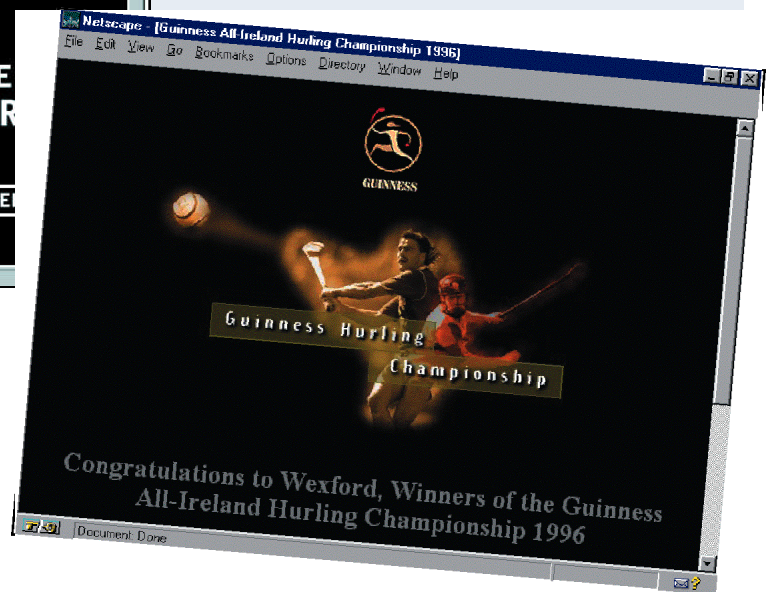 Netscape - [Guinness All-Ireland Hurling Championship 1996]
File Edit View Go Bookmarks Options Directory Window Help
GUINNESS
Guinness Hurling
Championship
Congratulations to Wexford, Winners of the Guinness
All-Ireland Hurling Championship 1996
Document: Done